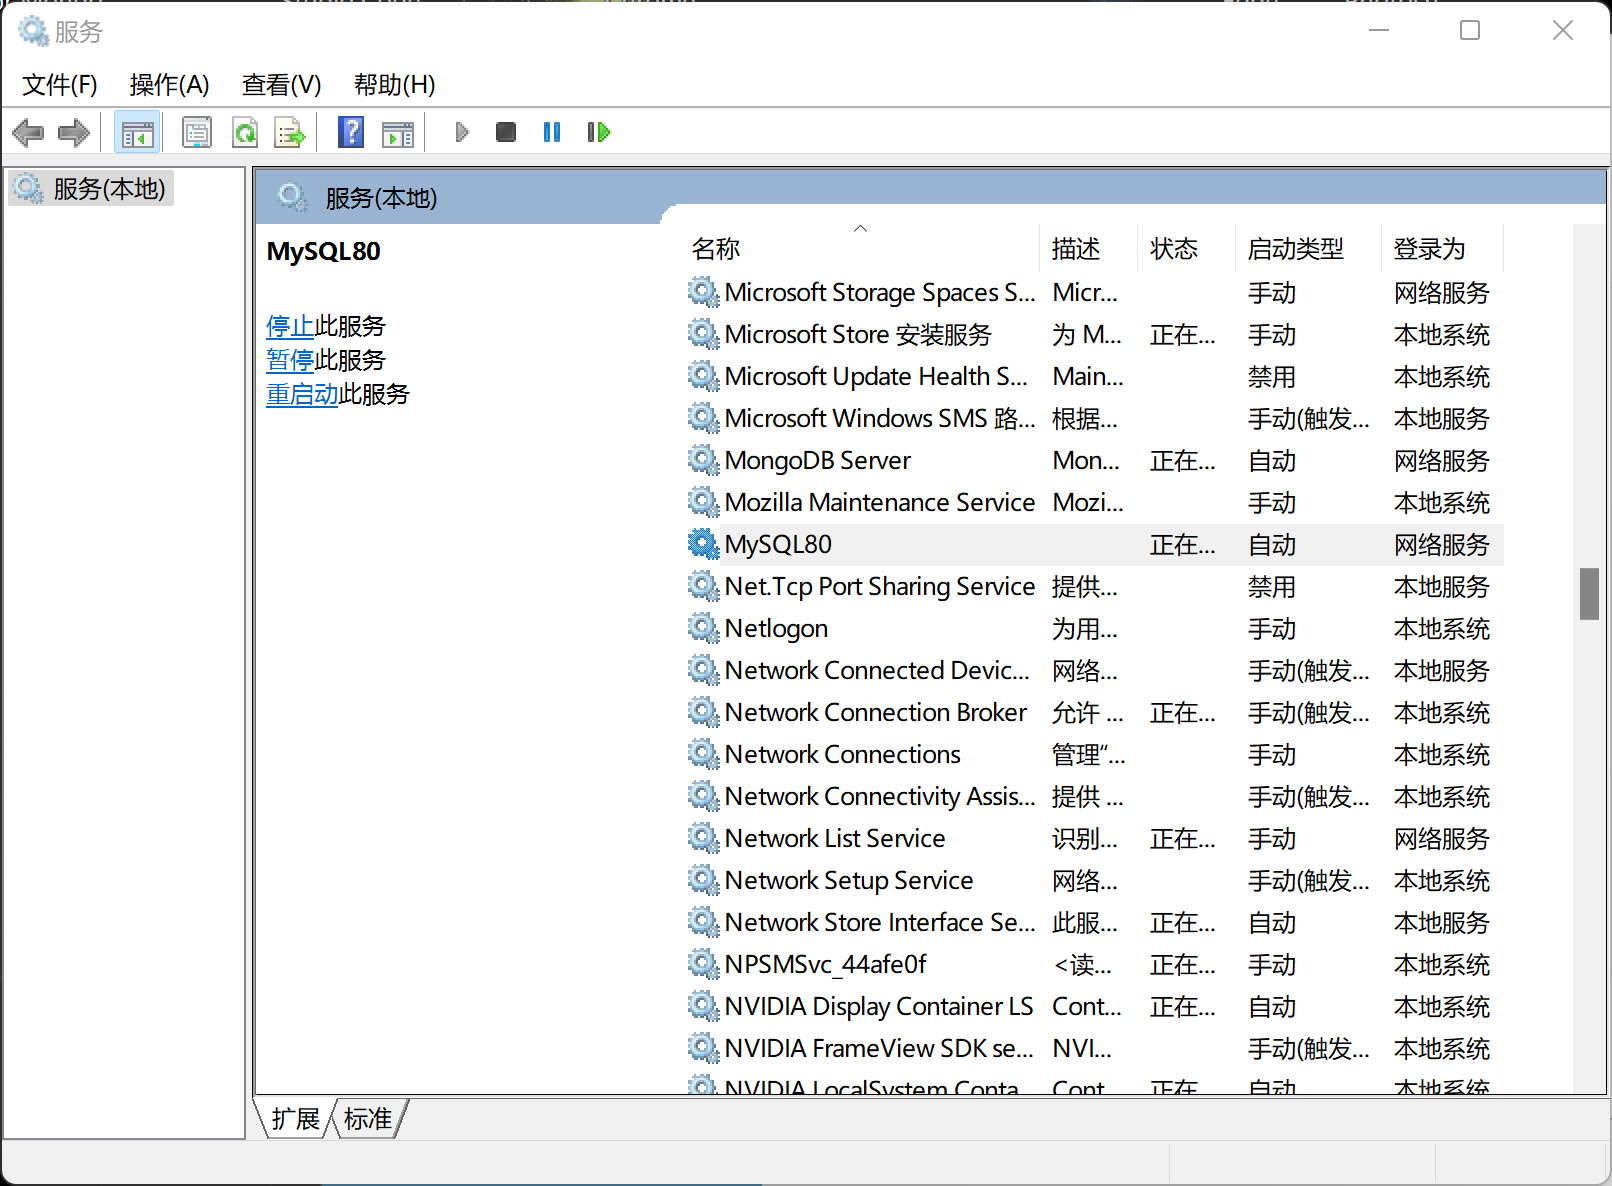 服务
文件(F) 操作(A) 查看(V) 帮助(H)
服务(本地)
服务(本地)
MySQL80
停止此服务
暂停此服务
重启动此服务
名称 描述 状态 启动类型 登录为
Microsoft Storage Spaces S... Micr... 手动 网络服务
Microsoft Store 安装服务 为 M... 正在... 手动 本地系统
Microsoft Update Health S... Main... 禁用 本地系统
Microsoft Windows SMS 路... 根据... 手动(触发... 本地服务
MongoDB Server Mon... 正在... 自动 网络服务
Mozilla Maintenance Service Mozi... 手动 本地系统
MySQL80 正在... 自动 网络服务
Net.Tcp Port Sharing Service 提供... 禁用 本地服务
Netlogon 为用... 手动 本地系统
Network Connected Devic... 网络... 手动(触发... 本地服务
Network Connection Broker 允许 ... 正在... 手动(触发... 本地系统
Network Connections 管理“... 手动 本地系统
Network Connectivity Assis... 提供 ... 手动(触发... 本地系统
Network List Service 识别... 正在... 手动 网络服务
Network Setup Service 网络... 手动(触发... 本地系统
Network Store Interface Se... 此服... 正在... 自动 本地服务
NPSMSvc_44afe0f <读... 正在... 手动 本地系统
NVIDIA Display Container LS Cont... 正在... 自动 本地系统
NVIDIA FrameView SDK se... NVI... 手动(触发... 本地系统
NVIDIA LocalSystem Conta... Cont... 正在... 自动 本地系统
扩展 标准